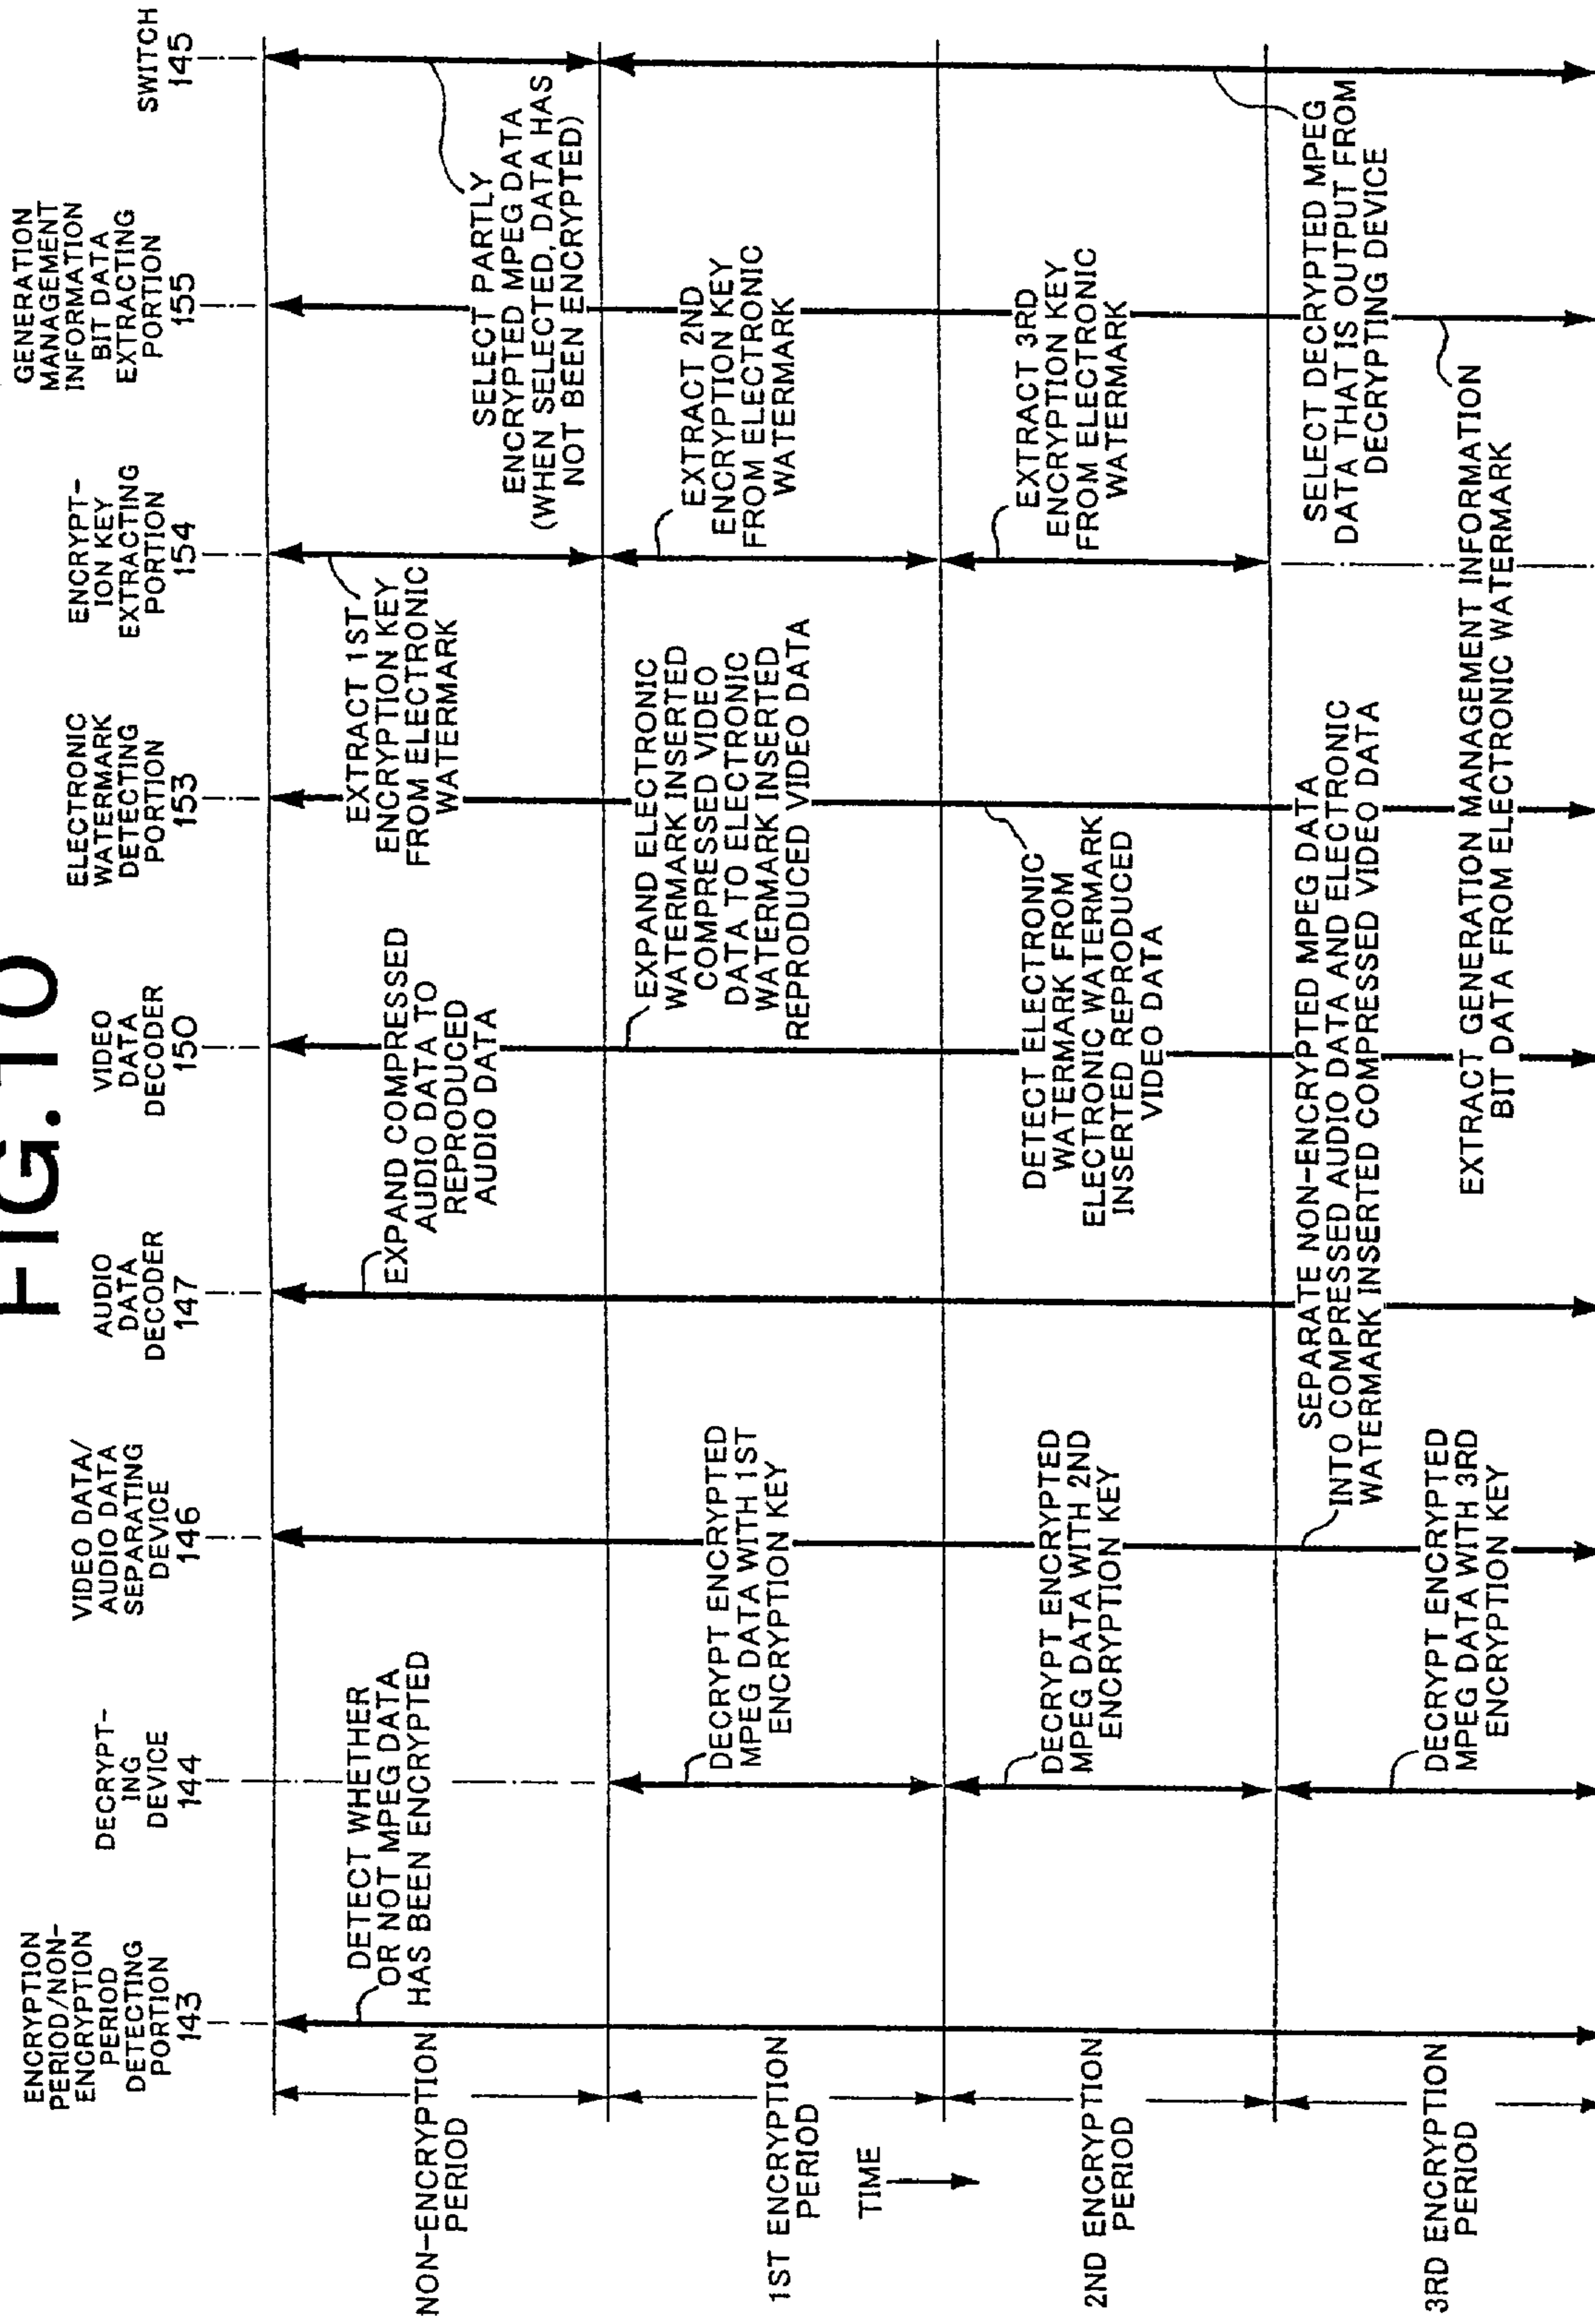 FIG.10
ENCRYPTION
PERIOD/NON-
ENCRYPTION
PERIOD
DETECTING
PORTION
143
DECRYPT-
ING
DEVICE
144
VIDEO DATA/
AUDIO DATA
SEPARATING
DEVICE
146
AUDIO
DATA
DECODER
147
VIDEO
DATA
DECODER
150
ELECTRONIC
WATERMARK
DETECTING
PORTION
153
ENCRYPT-
ION KEY
EXTRACTING
PORTION
154
GENERATION
MANAGEMENT
INFORMATION
BIT DATA
EXTRACTING
PORTION
155
SWITCH
145
NON-ENCRYPTION
PERIOD
DETECT WHETHER
OR NOT MPEG DATA
HAS BEEN ENCRYPTED
EXPAND COMPRESSED
AUDIO DATA TO
REPRODUCED
AUDIO DATA
EXTRACT 1ST
ENCRYPTION KEY
FROM ELECTRONIC
WATERMARK
SELECT PARTLY
ENCRYPTED MPEG DATA
(WHEN SELECTED, DATA HAS
NOT BEEN ENCRYPTED)
1ST ENCRYPTION
PERIOD
DECRYPT ENCRYPTED
MPEG DATA WITH 1ST
ENCRYPTION KEY
EXPAND ELECTRONIC
WATERMARK INSERTED
COMPRESSED VIDEO
DATA TO ELECTRONIC
WATERMARK INSERTED
REPRODUCED VIDEO DATA
EXTRACT 2ND
ENCRYPTION KEY
FROM ELECTRONIC
WATERMARK
TIME
2ND ENCRYPTION
PERIOD
DECRYPT ENCRYPTED
MPEG DATA WITH 2ND
ENCRYPTION KEY
DETECT ELECTRONIC
WATERMARK FROM
ELECTRONIC WATERMARK
INSERTED REPRODUCED
VIDEO DATA
EXTRACT 3RD
ENCRYPTION KEY
FROM ELECTRONIC
WATERMARK
3RD ENCRYPTION
PERIOD
DECRYPT ENCRYPTED
MPEG DATA WITH 3RD
ENCRYPTION KEY
SEPARATE NON-ENCRYPTED MPEG DATA
INTO COMPRESSED AUDIO DATA AND ELECTRONIC
WATERMARK INSERTED COMPRESSED VIDEO DATA
SELECT DECRYPTED MPEG
DATA THAT IS OUTPUT FROM
DECRYPTING DEVICE
EXTRACT GENERATION MANAGEMENT INFORMATION
BIT DATA FROM ELECTRONIC WATERMARK